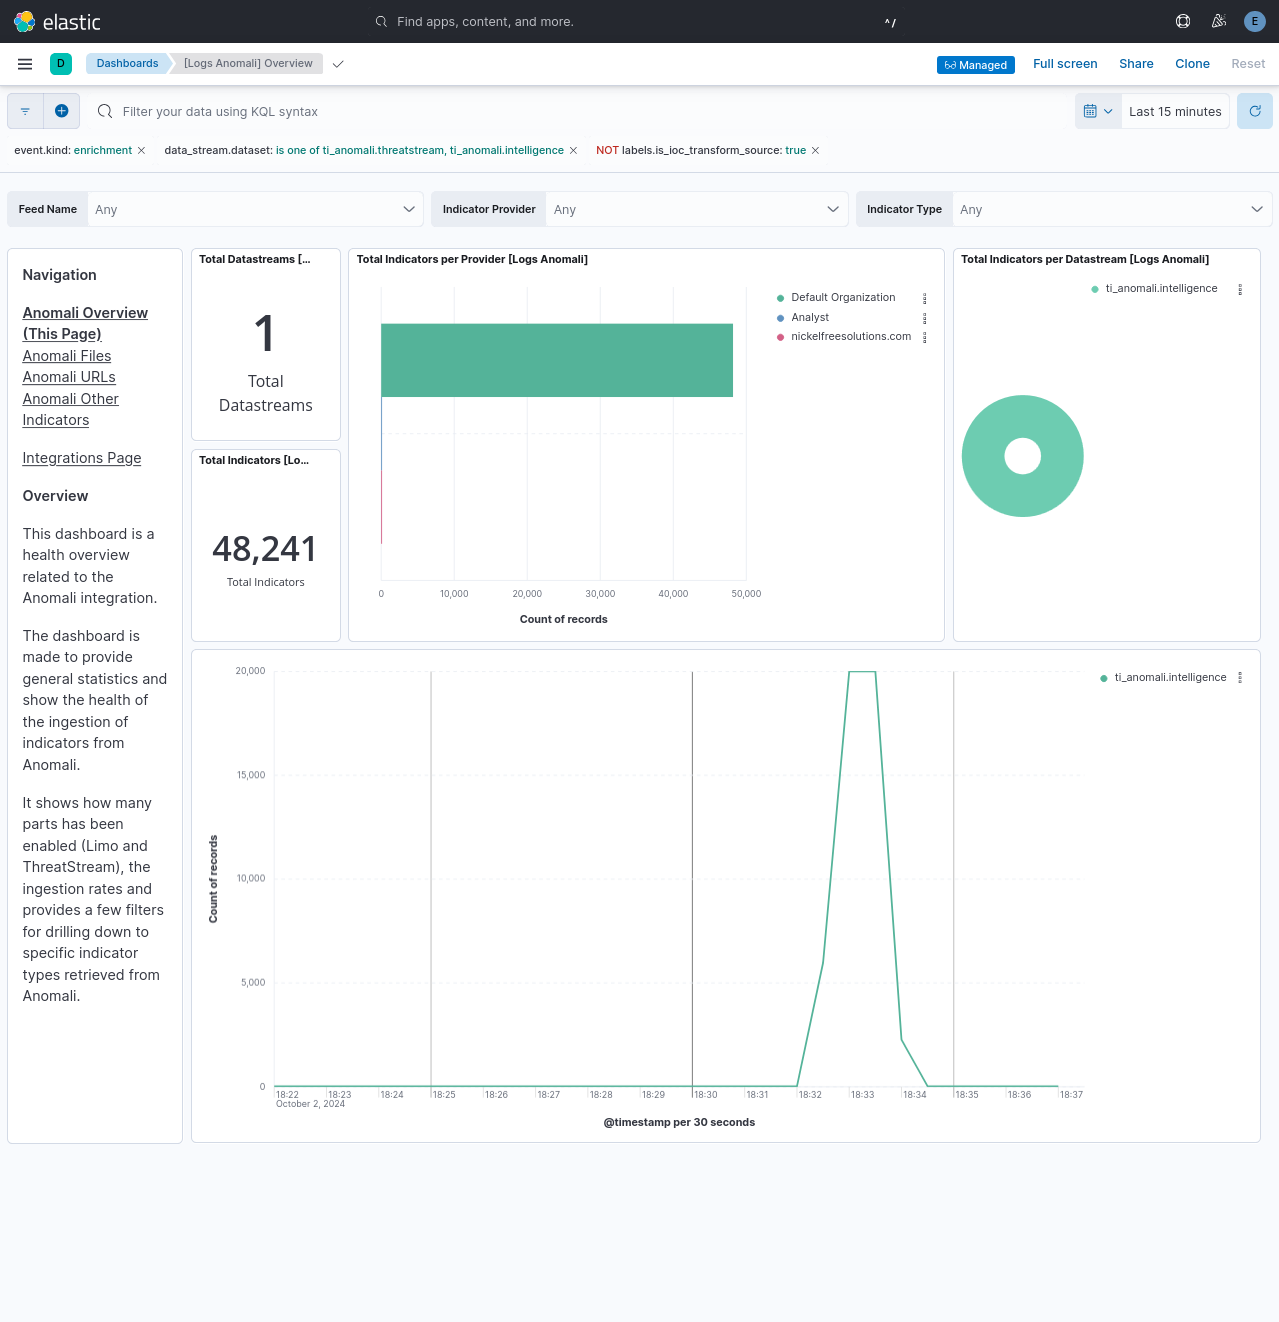 elastic
Find apps, content, and more.
^/
E
D
Dashboards
[Logs Anomali] Overview
Managed
Full screen
Share
Clone
Reset
Filter your data using KQL syntax
Last 15 minutes
event.kind: enrichment
data_stream.dataset: is one of ti_anomali.threatstream, ti_anomali.intelligence
NOT labels.is_ioc_transform_source: true
Feed Name
Any
Indicator Provider
Any
Indicator Type
Any
Navigation
Anomali Overview
(This Page)
Anomali Files
Anomali URLs
Anomali Other
Indicators
Integrations Page
Overview
This dashboard is a
health overview
related to the
Anomali integration.
The dashboard is
made to provide
general statistics and
show the health of
the ingestion of
indicators from
Anomali.
It shows how many
parts has been
enabled (Limo and
ThreatStream), the
ingestion rates and
provides a few filters
for drilling down to
specific indicator
types retrieved from
Anomali.
Total Datastreams [...
1
Total
Datastreams
Total Indicators [Lo...
48,241
Total Indicators
Total Indicators per Provider [Logs Anomali]
Default Organization
Analyst
nickelfreesolutions.com
0
10,000
20,000
30,000
40,000
50,000
Count of records
Total Indicators per Datastream [Logs Anomali]
ti_anomali.intelligence
20,000
15,000
10,000
5,000
0
Count of records
18:22
18:23
18:24
18:25
18:26
18:27
18:28
18:29
18:30
18:31
18:32
18:33
18:34
18:35
18:36
18:37
October 2, 2024
@timestamp per 30 seconds
ti_anomali.intelligence